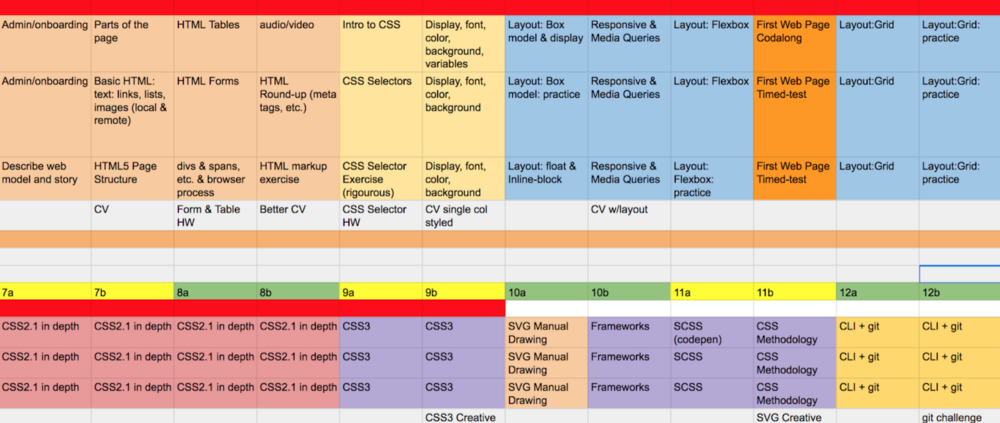 Admin/onboarding Parts of the HTML Tables audio/video Intro to CSS Display, font, Layout: Box Responsive & Layout: Flexbox First Web Page Layout:Grid Layout:Grid:
page color, model & display Media Queries Codalong practice
background,
variables
Admin/onboarding Basic HTML: HTML Forms HTML CSS Selectors Display, font, Layout: Box Responsive & Layout: Flexbox First Web Page Layout:Grid Layout:Grid:
text: links, lists, Round-up (meta color, model: practice Media Queries Timed-test practice
images (local & tags, etc.) background
remote)
Describe web HTML5 Page divs & spans, HTML markup CSS Selector Display, font, Layout: float & Responsive & Layout: First Web Page Layout:Grid Layout:Grid:
model and story Structure etc. & browser exercise Exercise color, Inline-block Media Queries Flexbox: Timed-test practice
process (rigourous) background practice
CV Form & Table Better CV CSS Selector CV single col CV w/layout
HW HW styled
7a 7b 8a 8b 9a 9b 10a 10b 11a 11b 12a 12b
CSS2.1 in depth CSS2.1 in depth CSS2.1 in depth CSS2.1 in depth CSS3 CSS3 SVG Manual Frameworks SCSS CSS CLI + git CLI + git
Drawing (codepen) Methodology
CSS2.1 in depth CSS2.1 in depth CSS2.1 in depth CSS2.1 in depth CSS3 CSS3 SVG Manual Frameworks SCSS CSS CLI + git CLI + git
Drawing Methodology
CSS2.1 in depth CSS2.1 in depth CSS2.1 in depth CSS2.1 in depth CSS3 CSS3 SVG Manual Frameworks SCSS CSS CLI + git CLI + git
Drawing Methodology
CSS3 Creative SVG Creative git challenge